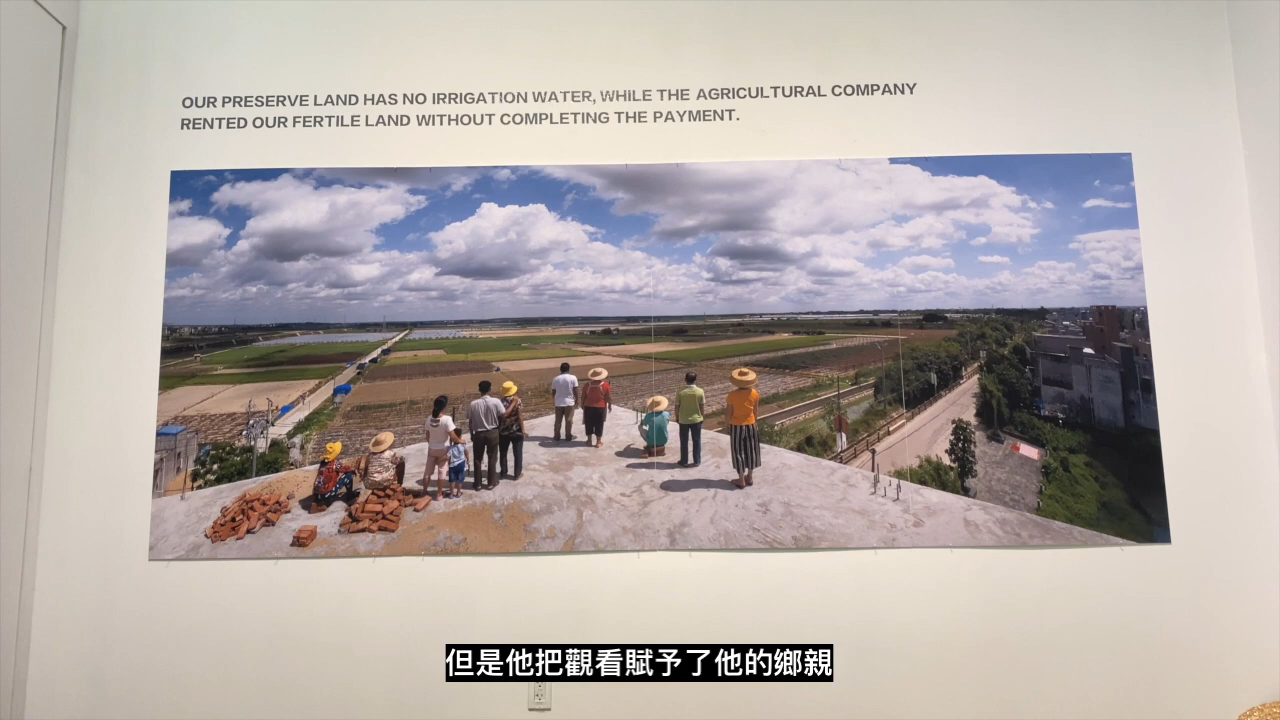 OUR PRESERVE LAND HAS NO IRRIGATION WATER, WHILE THE AGRICULTURAL COMPANY
RENTED OUR FERTILE LAND WITHOUT COMPLETING THE PAYMENT.
但是他把觀看賦予了他的鄉親